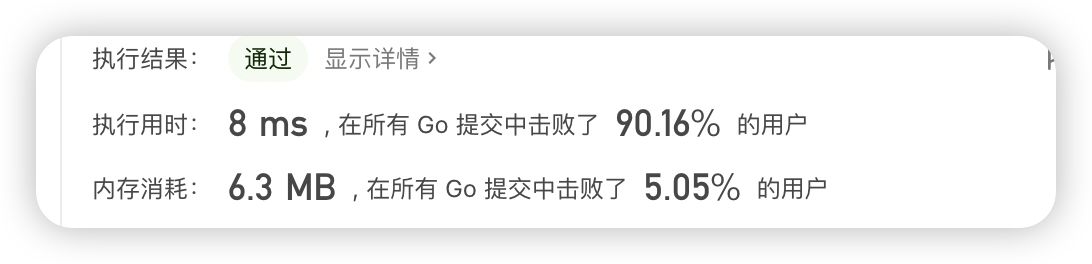 执行结果： 通过 显示详情 >
执行用时： 8 ms ，在所有 Go 提交中击败了 90.16% 的用户
内存消耗： 6.3 MB ，在所有 Go 提交中击败了 5.05% 的用户